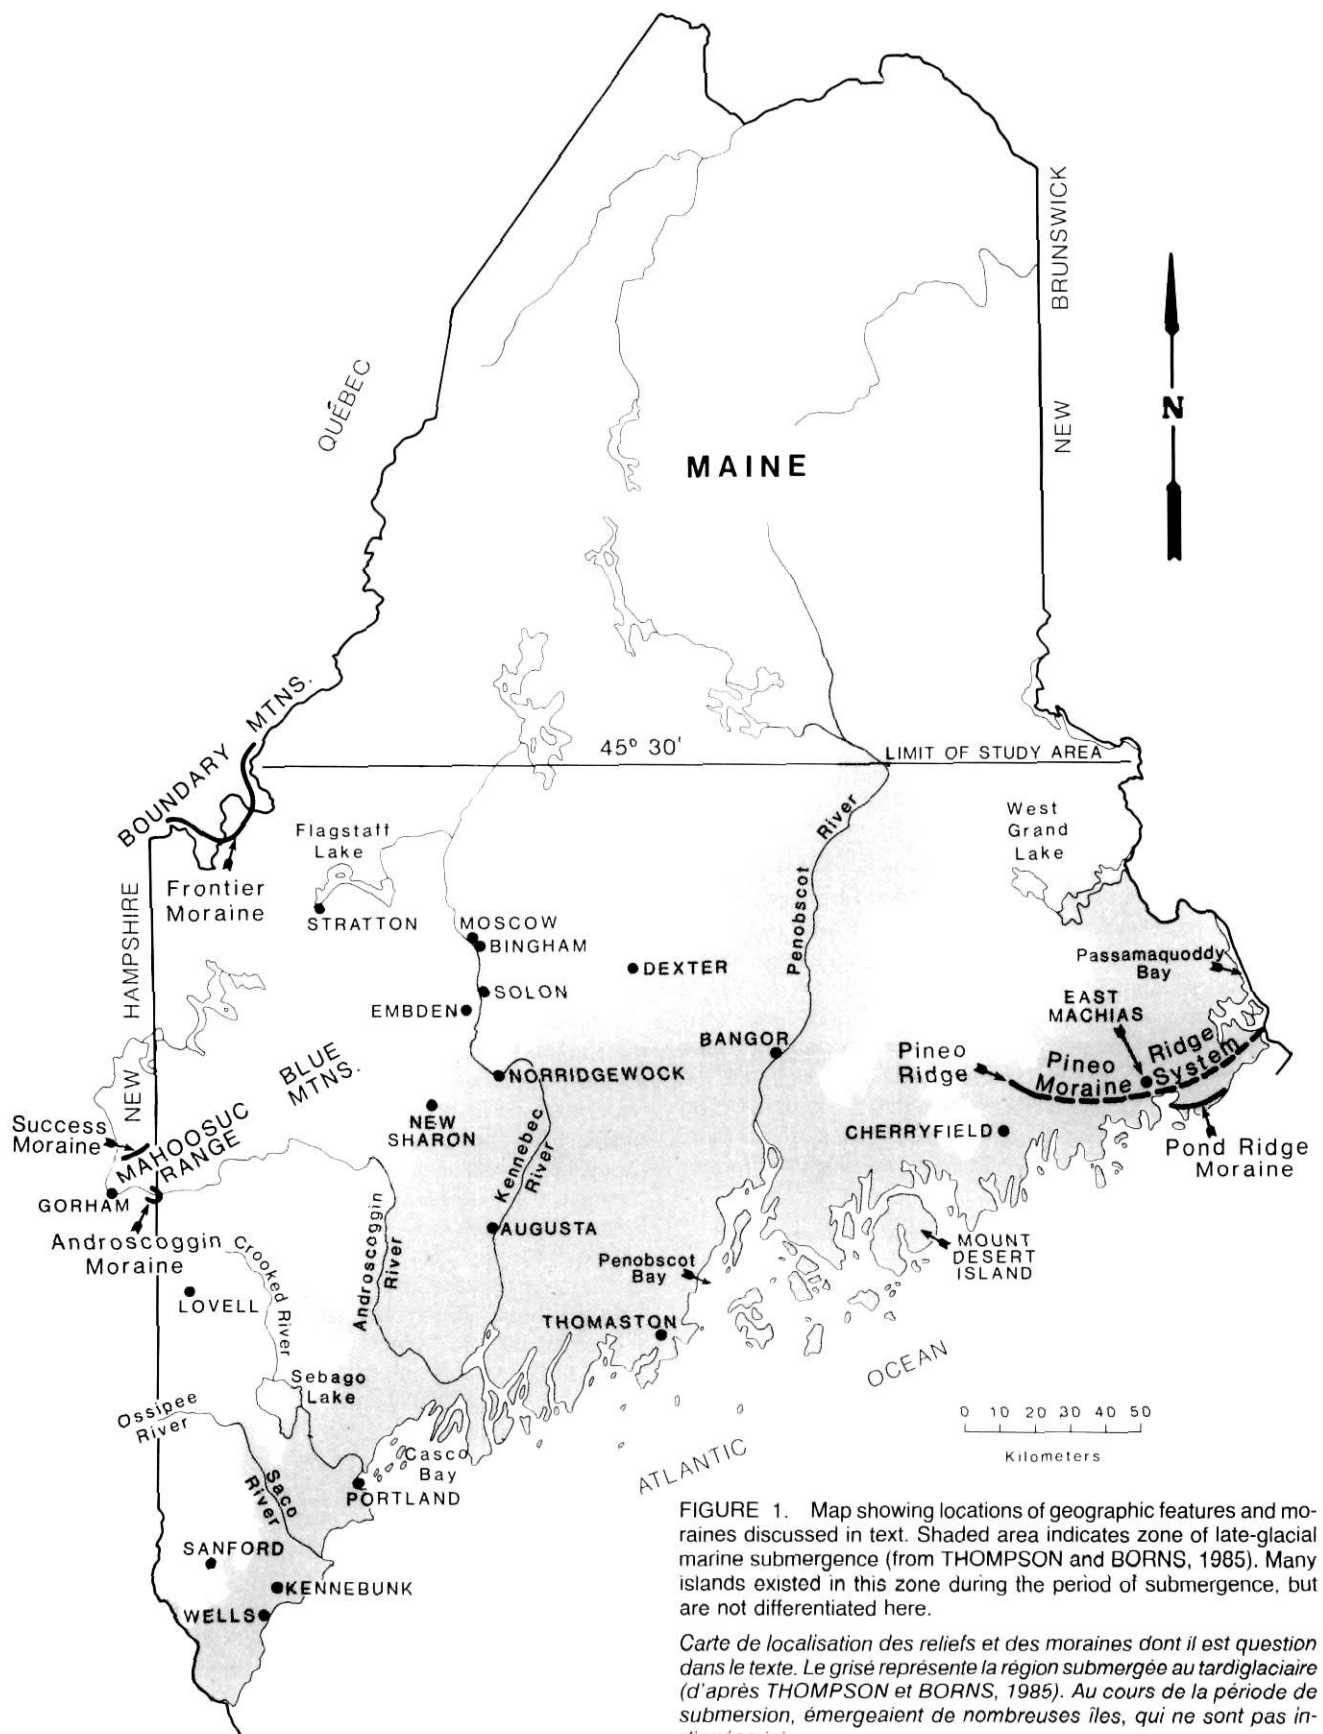 BRUNSWICK
NEW
QUÉBEC
N
MAINE
BOUNDARY MTNS.
45° 30'
LIMIT OF STUDY AREA
Flagstaff
Lake
River
Penobscot
West
Grand
Lake
Frontier
Moraine
STRATTON
MOSCOW
BINGHAM
DEXTER
SOLON
EMBDEN
NEW HAMPSHIRE
Passamaquoddy
Bay
EAST
MACHIAS
BANGOR
Pineo
Ridge
Pineo Ridge
Moraine System
BLUE
MTNS.
NORRIDGEWOCK
NEW
SHARON
Kennebec
River
CHERRYFIELD
Pond Ridge
Moraine
Success
Moraine
MAHOOSUC
RANGE
GORHAM
Androscoggin
Moraine
Crooked River
LOVELL
Androscoggin
River
AUGUSTA
Penobscot
Bay
MOUNT
DESERT
ISLAND
THOMASTON
Sebago
Lake
Ossipee
River
Saco
River
Casco
Bay
PORTLAND
ATLANTIC
OCEAN
0 10 20 30 40 50
Kilometers
SANFORD
KENNEBUNK
WELLS
FIGURE 1. Map showing locations of geographic features and mo-
raines discussed in text. Shaded area indicates zone of late-glacial
marine submergence (from THOMPSON and BORNS, 1985). Many
islands existed in this zone during the period of submergence, but
are not differentiated here.
Carte de localisation des reliefs et des moraines dont il est question
dans le texte. Le grisé représente la région submergée au tardiglaciaire
(d'après THOMPSON et BORNS, 1985). Au cours de la période de
submersion, émergeaient de nombreuses îles, qui ne sont pas in-